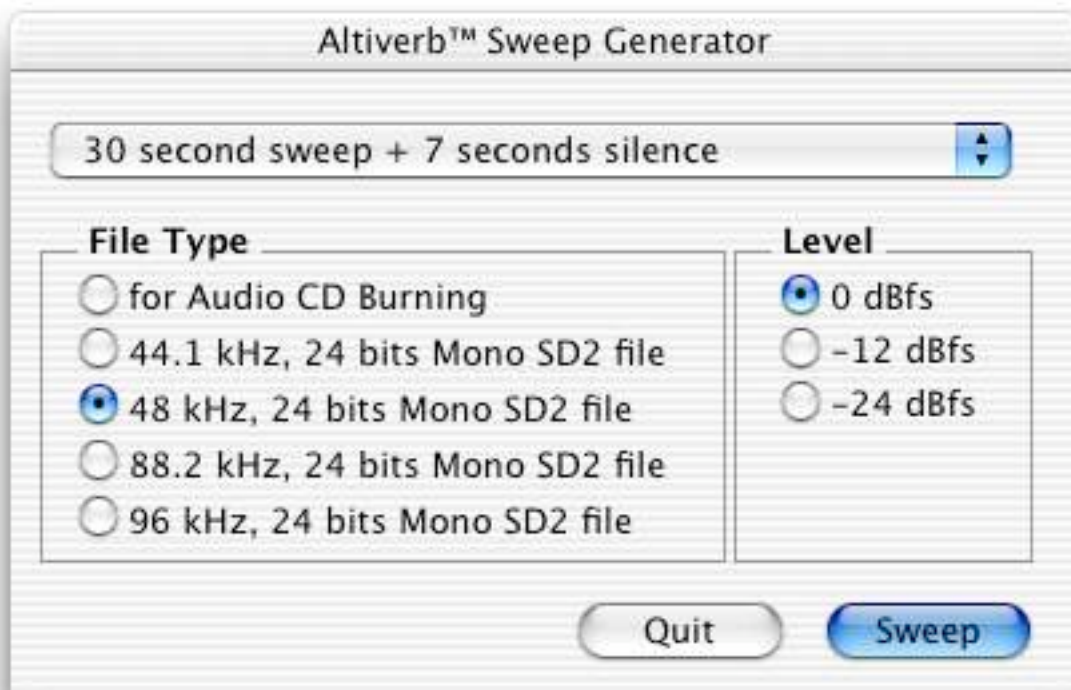 Altiverb™ Sweep Generator
30 second sweep + 7 seconds silence
File Type
for Audio CD Burning
44.1 kHz, 24 bits Mono SD2 file
48 kHz, 24 bits Mono SD2 file
88.2 kHz, 24 bits Mono SD2 file
96 kHz, 24 bits Mono SD2 file
Level
0 dBfs
-12 dBfs
-24 dBfs
Quit
Sweep